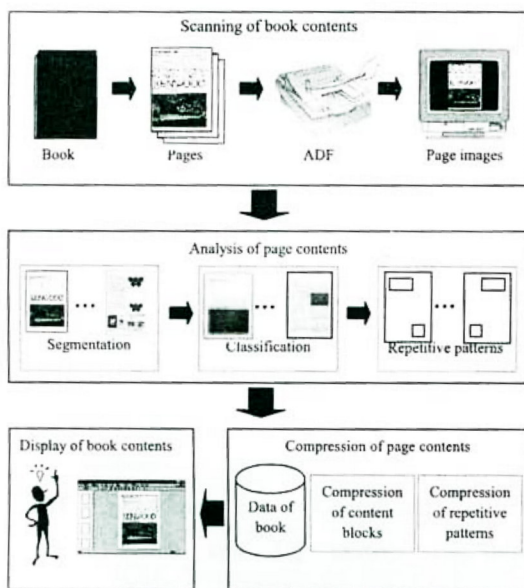 Scanning of book contents
Book
Pages
ADF
Page images
Analysis of page contents
Segmentation
Classification
Repetitive patterns
Display of book contents
Compression of page contents
Data of
book
Compression
of content
blocks
Compression
of repetitive
patterns